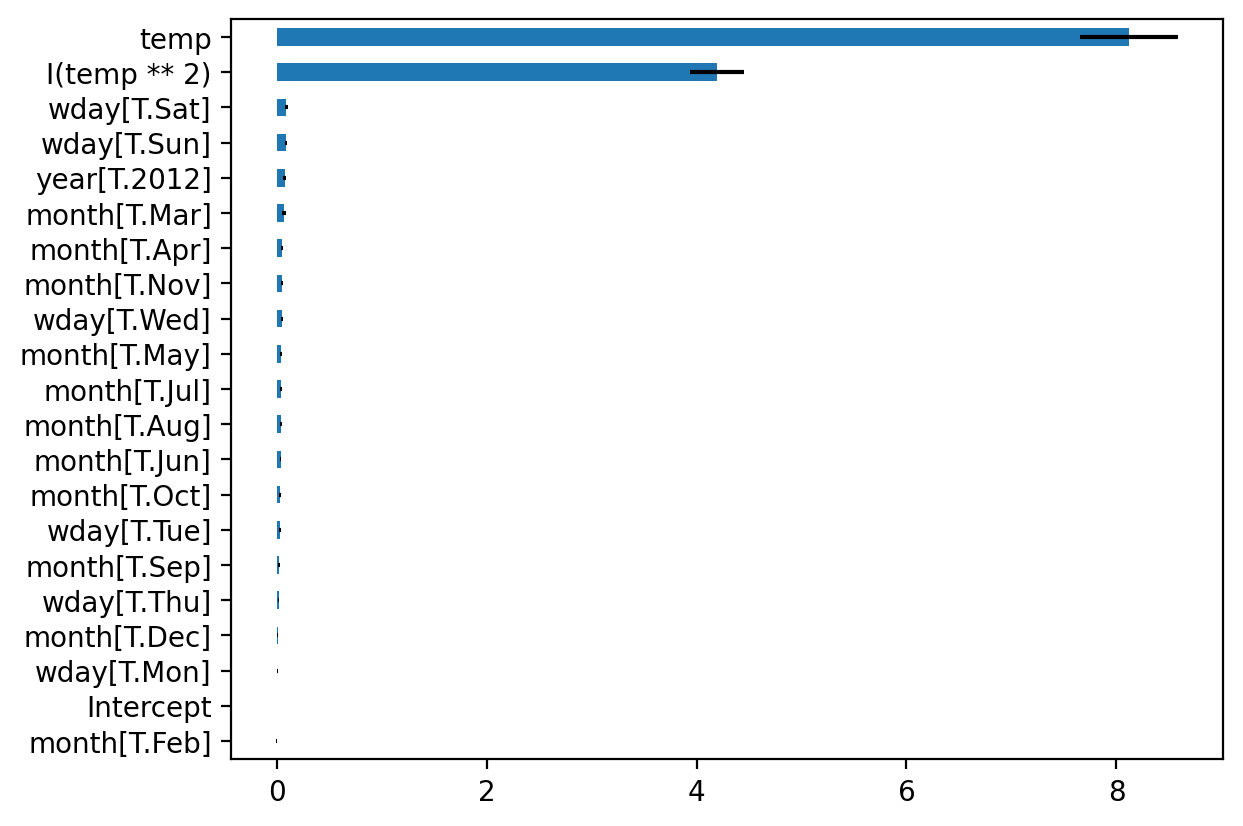 temp
I(temp ** 2)
wday[T.Sat]
wday[T.Sun]
year[T.2012]
month[T.Mar]
month[T.Apr]
month[T.Nov]
wday[T.Wed]
month[T.May]
month[T.Jul]
month[T.Aug]
month[T.Jun]
month[T.Oct]
wday[T.Tue]
month[T.Sep]
wday[T.Thu]
month[T.Dec]
wday[T.Mon]
Intercept
month[T.Feb]
0 2 4 6 8